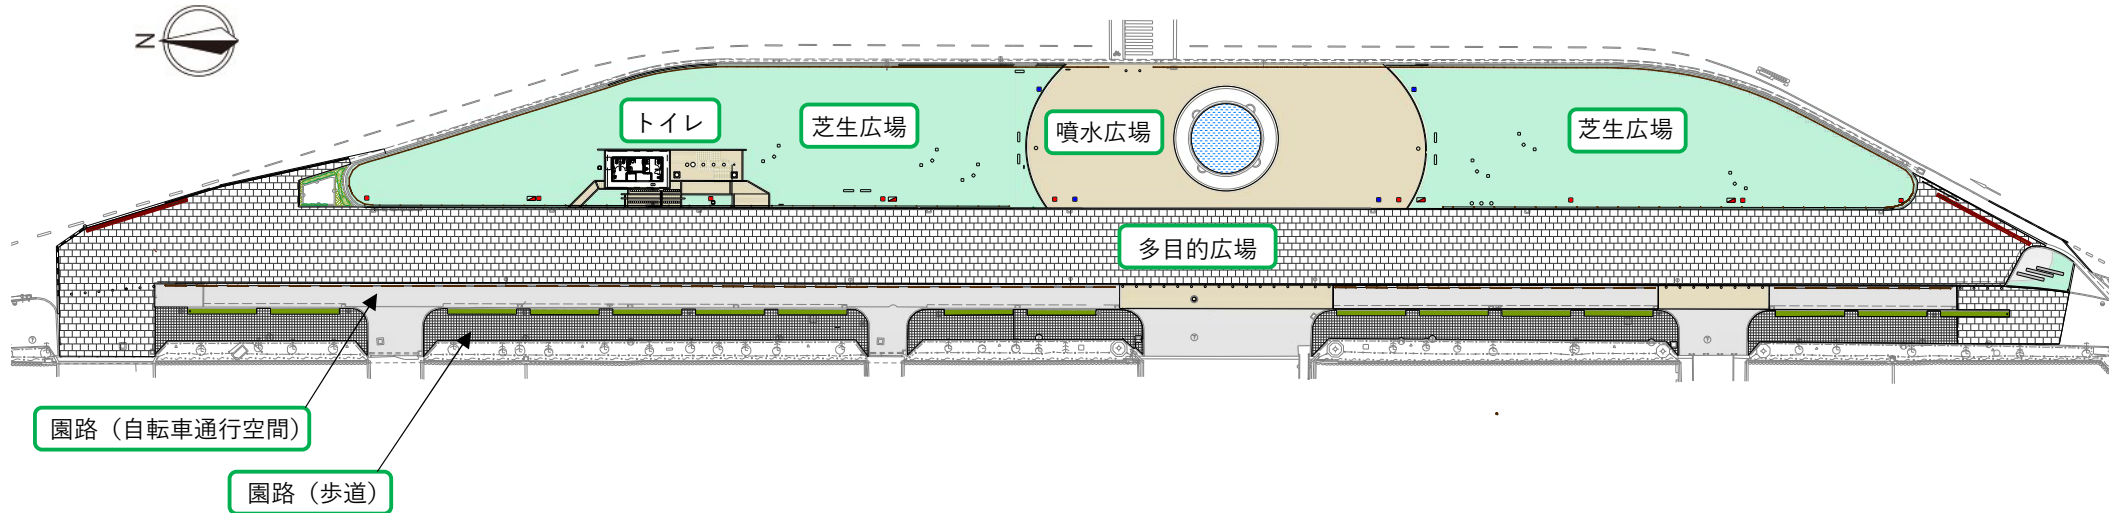 N
トイレ
芝生広場
噴水広場
芝生広場
多目的広場
園路（自転車通行空間）
園路（歩道）